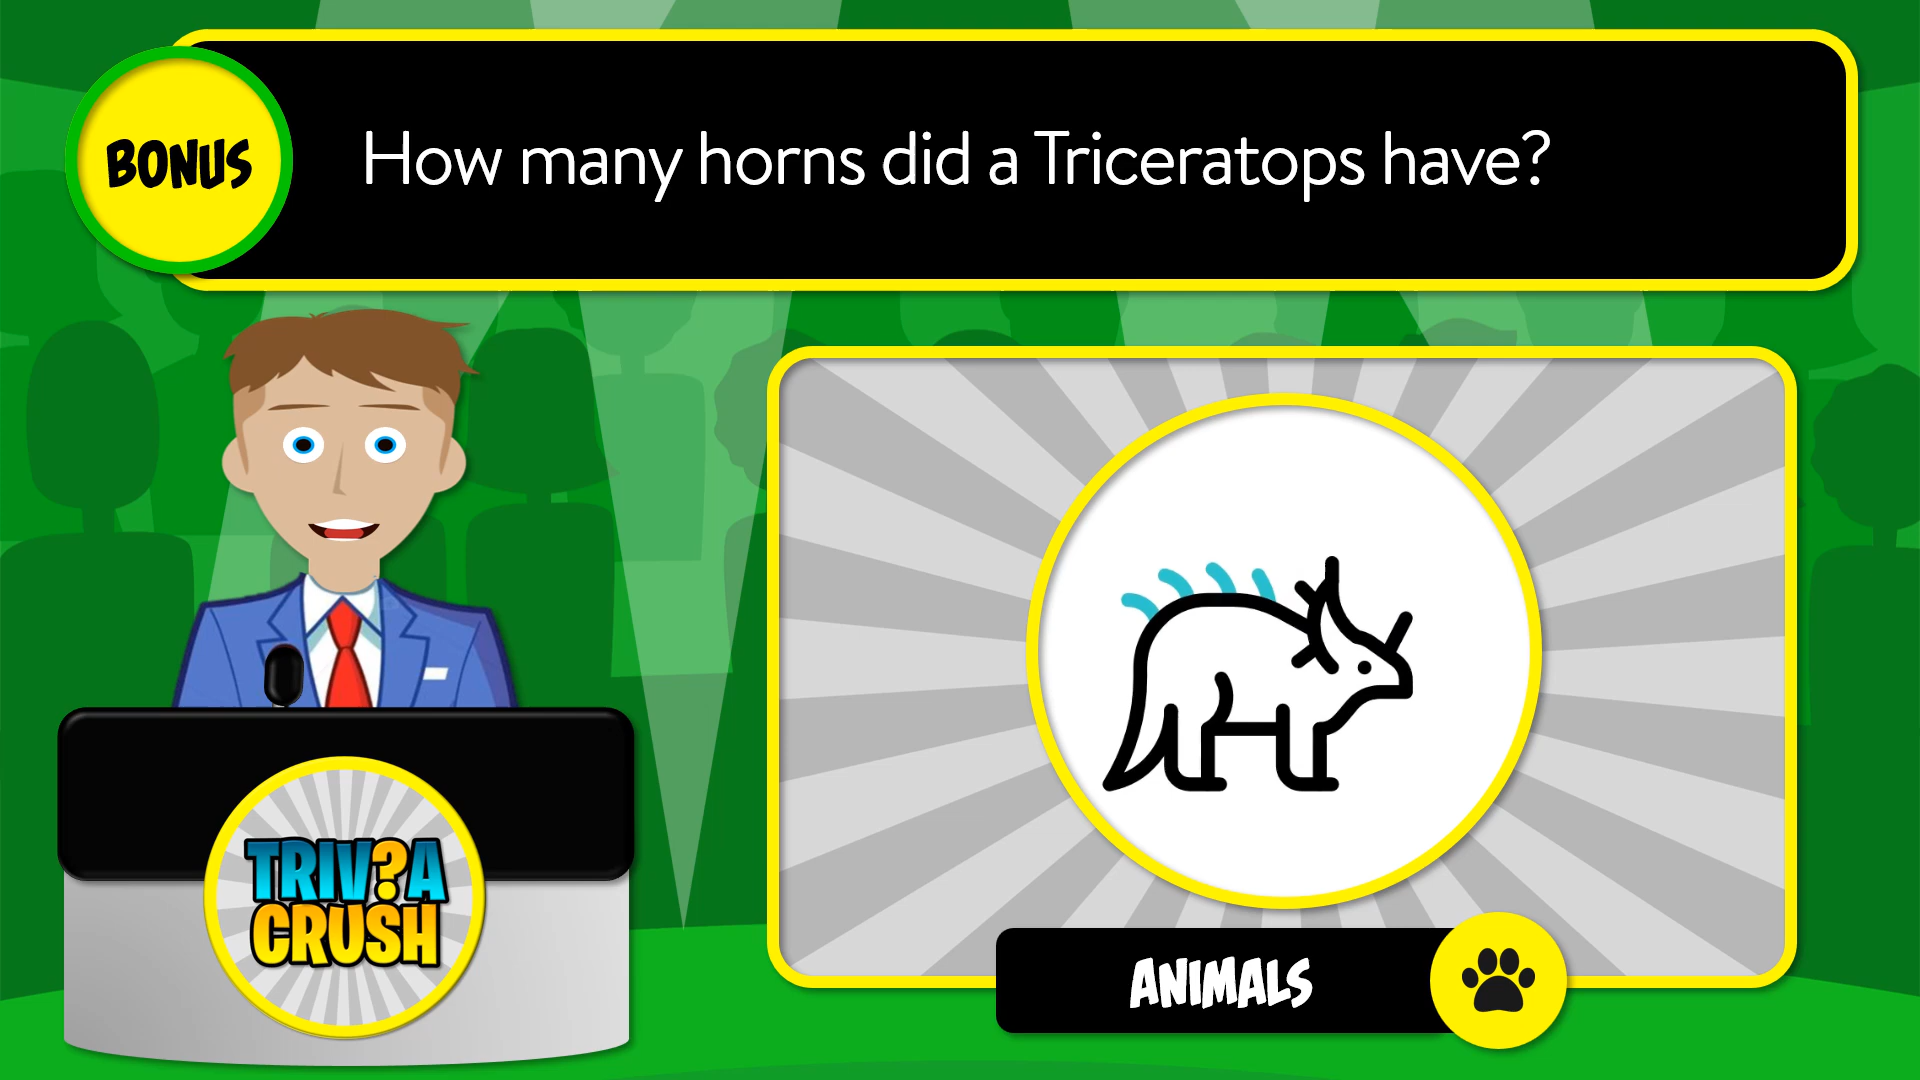 BONUS
How many horns did a Triceratops have?
TRIV?A
CRUSH
ANIMALS